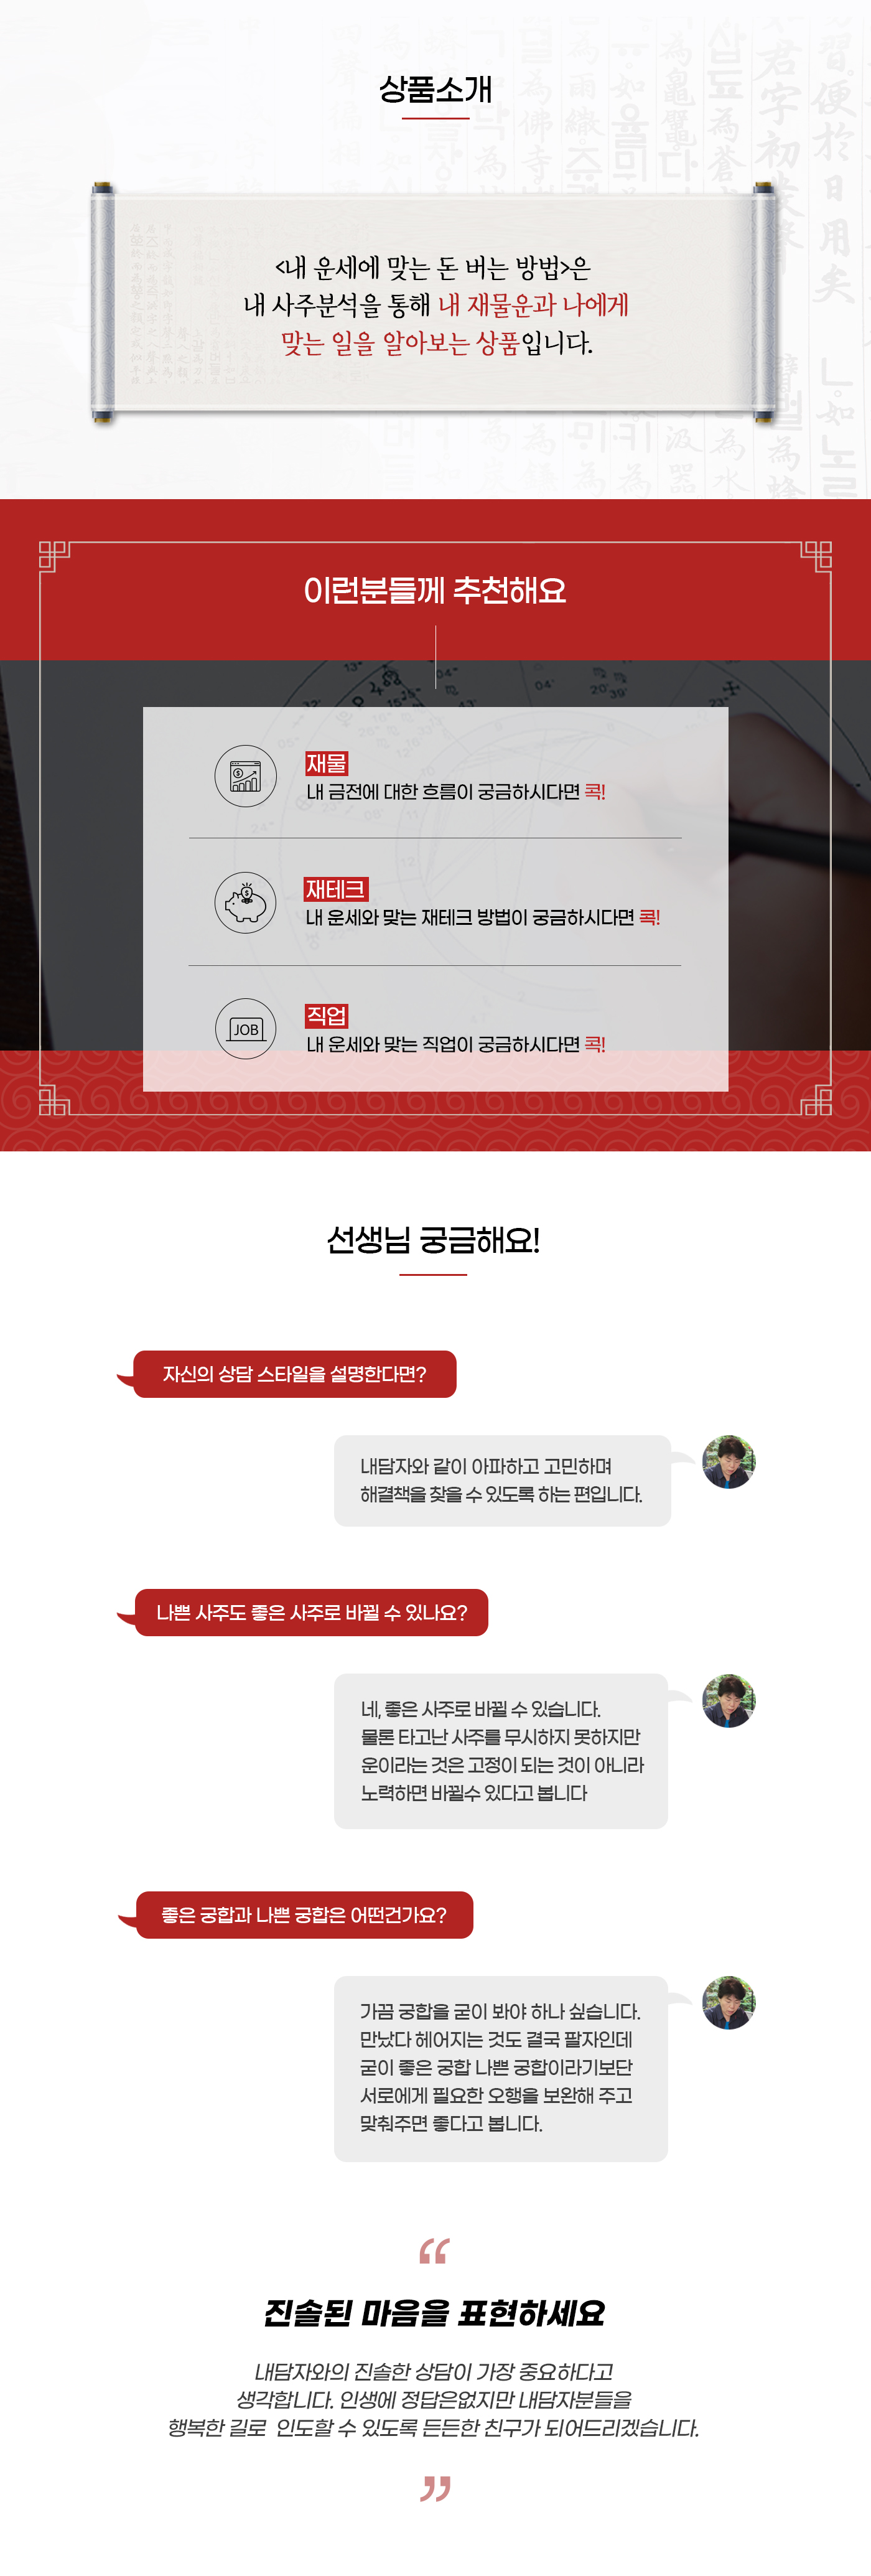 상품소개
<내 운세에 맞는 돈 버는 방법>은
내 사주분석을 통해 내 재물운과 나에게
맞는 일을 알아보는 상품입니다.
이런분들께 추천해요
재물
내 금전에 대한 흐름이 궁금하시다면 콕!
재테크
내 운세와 맞는 재테크 방법이 궁금하시다면 콕!
JOB
직업
내 운세와 맞는 직업이 궁금하시다면 콕!
선생님 궁금해요!
자신의 상담 스타일을 설명한다면?
내담자와 같이 아파하고 고민하며
해결책을 찾을 수 있도록 하는 편입니다.
나쁜 사주도 좋은 사주로 바뀔 수 있나요?
네, 좋은 사주로 바뀔 수 있습니다.
물론 타고난 사주를 무시하지 못하지만
운이라는 것은 고정이 되는 것이 아니라
노력하면 바뀔수 있다고 봅니다
좋은 궁합과 나쁜 궁합은 어떤건가요?
가끔 궁합을 굳이 봐야 하나 싶습니다.
만났다 헤어지는 것도 결국 팔자인데
굳이 좋은 궁합 나쁜 궁합이라기보단
서로에게 필요한 오행을 보완해 주고
맞춰주면 좋다고 봅니다.
“
진솔된 마음을 표현하세요
내담자와의 진솔한 상담이 가장 중요하다고
생각합니다. 인생에 정답은없지만 내담자분들을
행복한 길로 인도할 수 있도록 든든한 친구가 되어드리겠습니다.
”